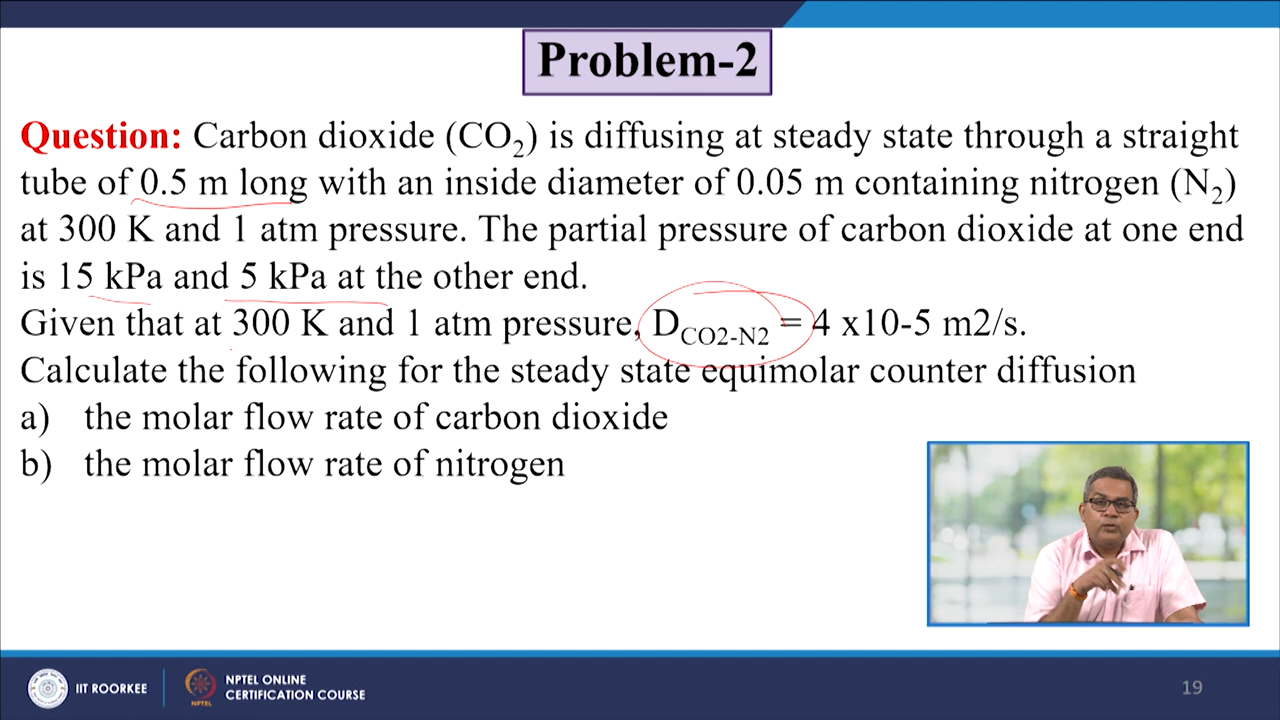 Problem-2
Question: Carbon dioxide (CO₂) is diffusing at steady state through a straight
tube of 0.5 m long with an inside diameter of 0.05 m containing nitrogen (N₂)
at 300 K and 1 atm pressure. The partial pressure of carbon dioxide at one end
is 15 kPa and 5 kPa at the other end.
Given that at 300 K and 1 atm pressure, D_CO2-N2 = 4 x10-5 m2/s.
Calculate the following for the steady state equimolar counter diffusion
a) the molar flow rate of carbon dioxide
b) the molar flow rate of nitrogen
IIT ROORKEE
NPTEL
NPTEL ONLINE
CERTIFICATION COURSE
19